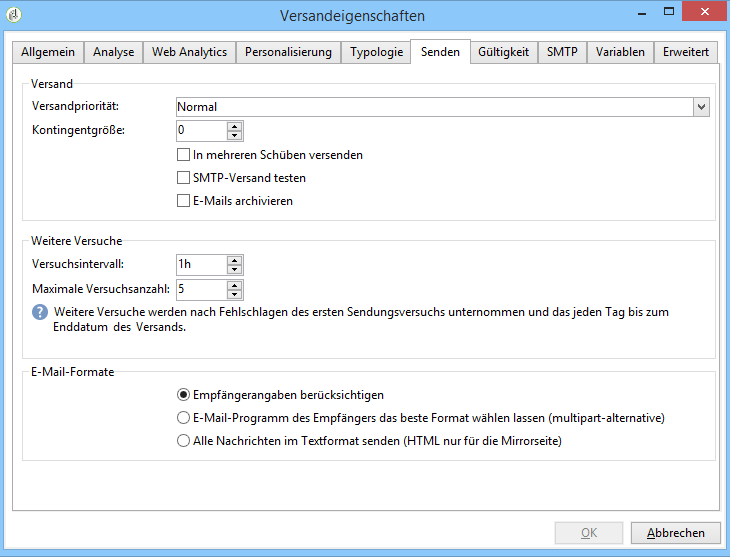 Versandeigenschaften
Allgemein Analyse Web Analytics Personalisierung Typologie Senden Gültigkeit SMTP Variablen Erweitert
Versand
Versandpriorität: Normal
Kontingentgröße: 0
In mehreren Schüben versenden
SMTP-Versand testen
E-Mails archivieren
Weitere Versuche
Versuchsintervall: 1h
Maximale Versuchsanzahl: 5
? Weitere Versuche werden nach Fehlschlagen des ersten Sendungsversuchs unternommen und das jeden Tag bis zum
Enddatum des Versands.
E-Mail-Formate
Empfängerangaben berücksichtigen
E-Mail-Programm des Empfängers das beste Format wählen lassen (multipart-alternative)
Alle Nachrichten im Textformat senden (HTML nur für die Mirrorseite)
OK Abbrechen